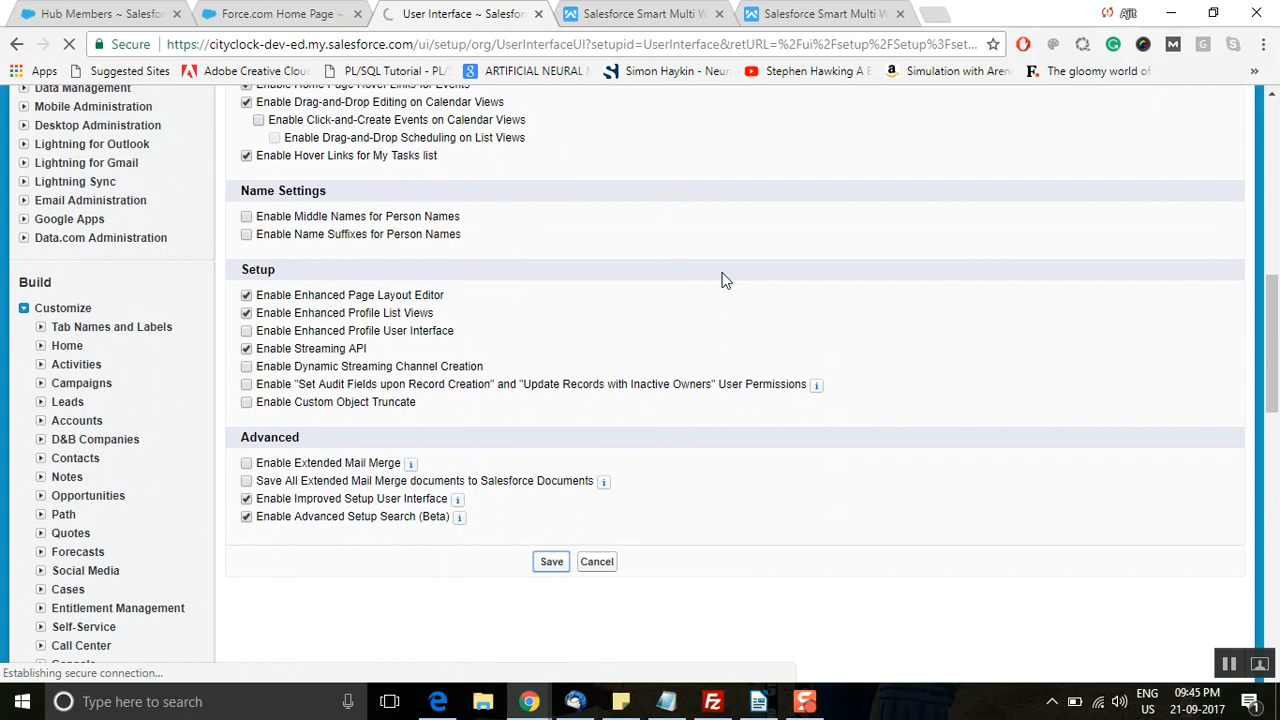 Hub Members ~ Salesfor
Force.com Home Page ~
User Interface ~ Salesfor
Salesforce Smart Multi W
Salesforce Smart Multi W
Ajit
Secure
https://cityclock-dev-ed.my.salesforce.com/ui/setup/org/UserInterfaceUI?setupid=UserInterface&retURL=%2Fui%2Fsetup%2FSetup%3Fset...
Apps
Suggested Sites
Adobe Creative Clou
PL/SQL Tutorial - PL/
ARTIFICIAL NEURAL
Simon Haykin - Neur
Stephen Hawking A B
Simulation with Aren
The gloomy world of
Data Management
Mobile Administration
Desktop Administration
Lightning for Outlook
Lightning for Gmail
Lightning Sync
Email Administration
Google Apps
Data.com Administration
Build
Customize
Tab Names and Labels
Home
Activities
Campaigns
Leads
Accounts
D&B Companies
Contacts
Notes
Opportunities
Path
Quotes
Forecasts
Social Media
Cases
Entitlement Management
Self-Service
Call Center
Console
Enable Home Page Hover Links for Events
Enable Drag-and-Drop Editing on Calendar Views
Enable Click-and-Create Events on Calendar Views
Enable Drag-and-Drop Scheduling on List Views
Enable Hover Links for My Tasks list
Name Settings
Enable Middle Names for Person Names
Enable Name Suffixes for Person Names
Setup
Enable Enhanced Page Layout Editor
Enable Enhanced Profile List Views
Enable Enhanced Profile User Interface
Enable Streaming API
Enable Dynamic Streaming Channel Creation
Enable "Set Audit Fields upon Record Creation" and "Update Records with Inactive Owners" User Permissions
Enable Custom Object Truncate
Advanced
Enable Extended Mail Merge
Save All Extended Mail Merge documents to Salesforce Documents
Enable Improved Setup User Interface
Enable Advanced Setup Search (Beta)
Save Cancel
Establishing secure connection...
Type here to search
ENG
US
09:45 PM
21-09-2017